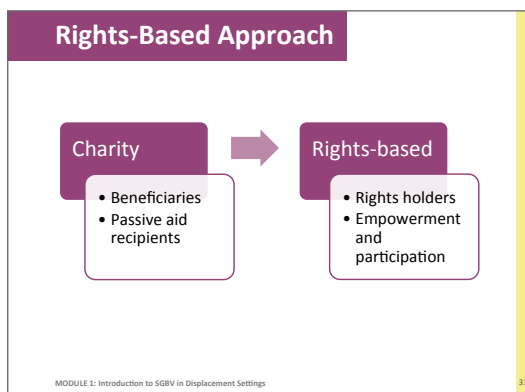 Rights-Based Approach
Charity
• Beneficiaries
• Passive aid
recipients
Rights-based
• Rights holders
• Empowerment
and
participation
MODULE 1: Introduction to SGBV in Displacement Settings